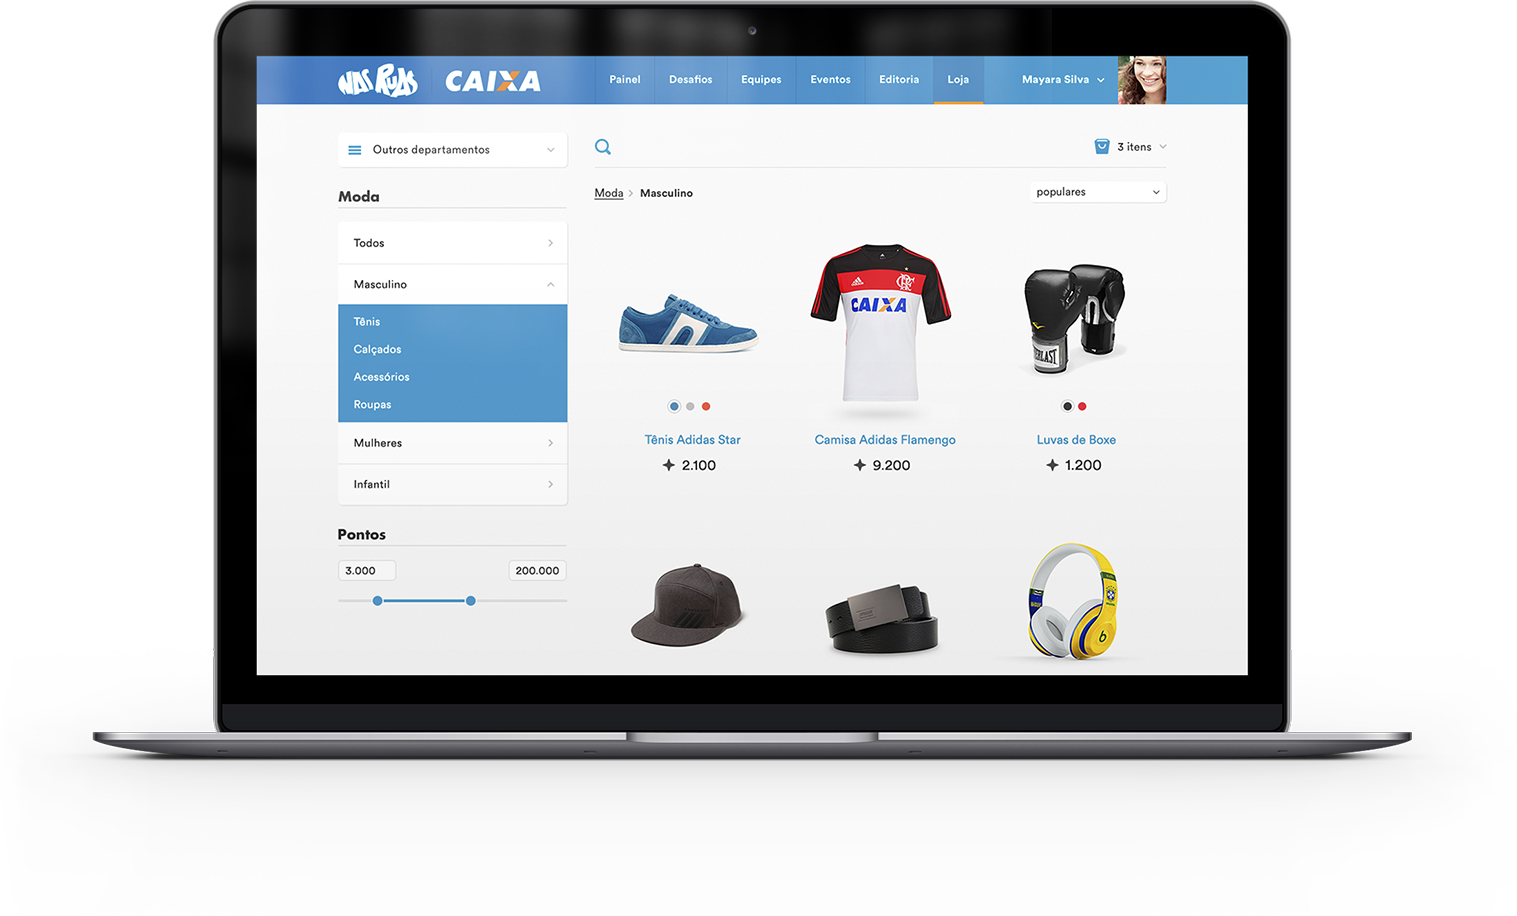 NAS RUAS
CAIXA
Painel
Desafios
Equipes
Eventos
Editoria
Loja
Mayara Silva
Outros departamentos
3 itens
Moda
Moda > Masculino
populares
Todos
Masculino
Tênis
Calçados
Acessórios
Roupas
Mulheres
Infantil
CAIXA
EVERLAST
Tênis Adidas Star
2.100
Camisa Adidas Flamengo
9.200
Luvas de Boxe
1.200
Pontos
3.000
200.000